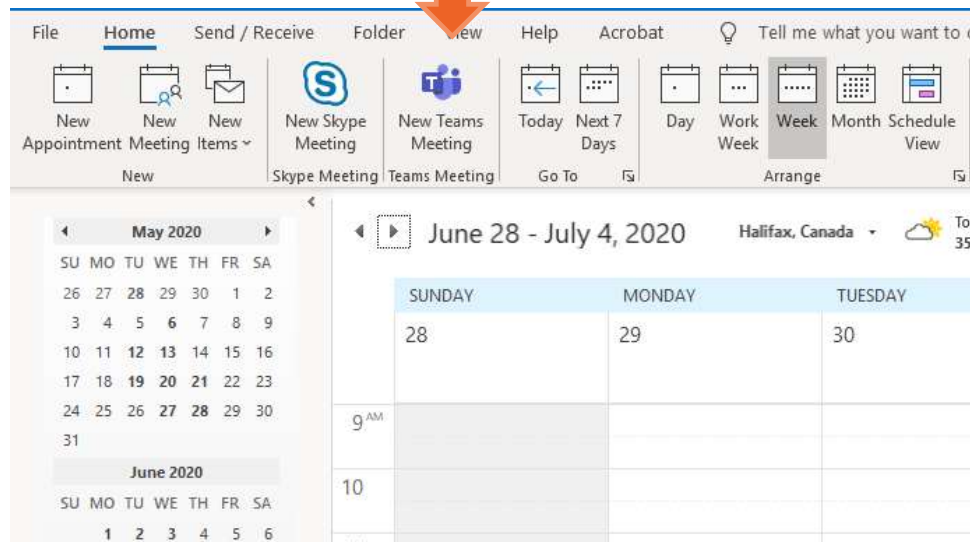 File Home Send / Receive Folder View Help Acrobat Tell me what you want to
New Appointment New Meeting New Items New Skype Meeting New Teams Meeting Today Next 7 Days Day Work Week Week Month Schedule View
New Skype Meeting Teams Meeting Go To Arrange
May 2020
SU MO TU WE TH FR SA
26 27 28 29 30 1 2
3 4 5 6 7 8 9
10 11 12 13 14 15 16
17 18 19 20 21 22 23
24 25 26 27 28 29 30
31
June 2020
SU MO TU WE TH FR SA
1 2 3 4 5 6
June 28 - July 4, 2020 Halifax, Canada
35
SUNDAY MONDAY TUESDAY
28 29 30
9 AM
10